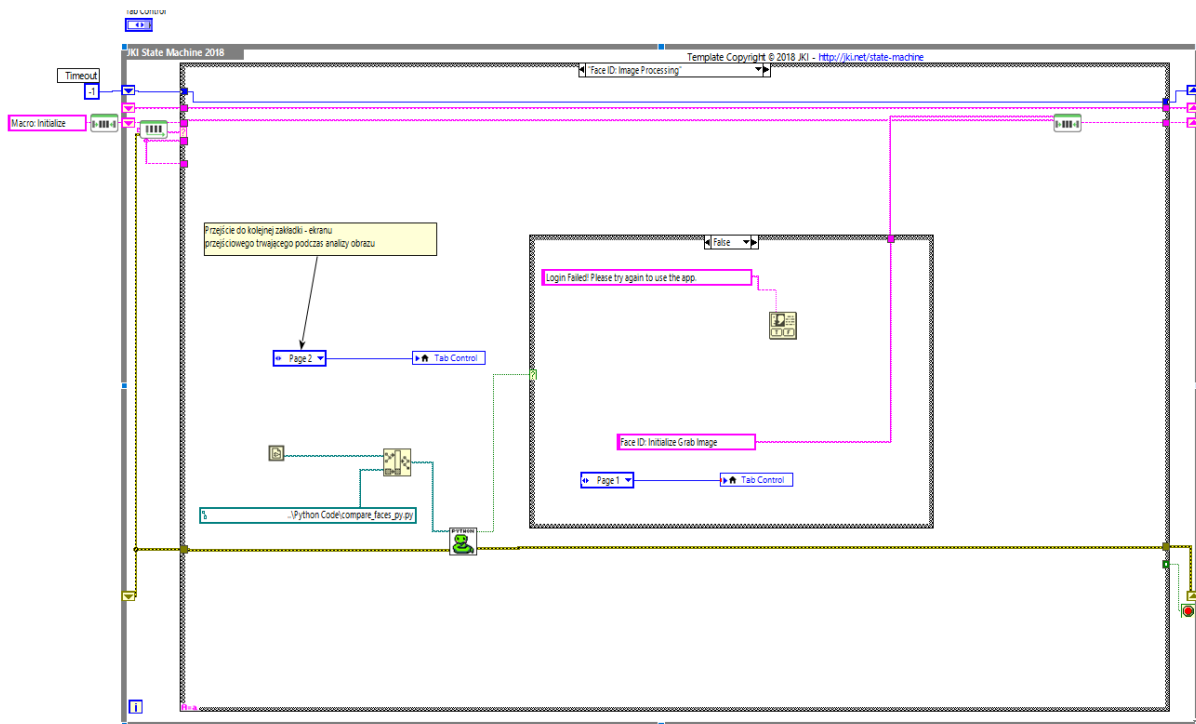 Tab Control
JKI State Machine 2018
Template Copyright © 2018 JKI - http://jki.net/state-machine
"Face ID: Image Processing"
Timeout
-1
Macro: Initialize
Przejście do kolejnej zakładki - ekranu
przejściowego trwającego podczas analizy obrazu
False
Login Failed! Please try again to use the app.
Page 2
Tab Control
Face ID: Initialize Grab Image
Page 1
Tab Control
..\Python Code\compare_faces_py.py
PYTHON
i
A=a